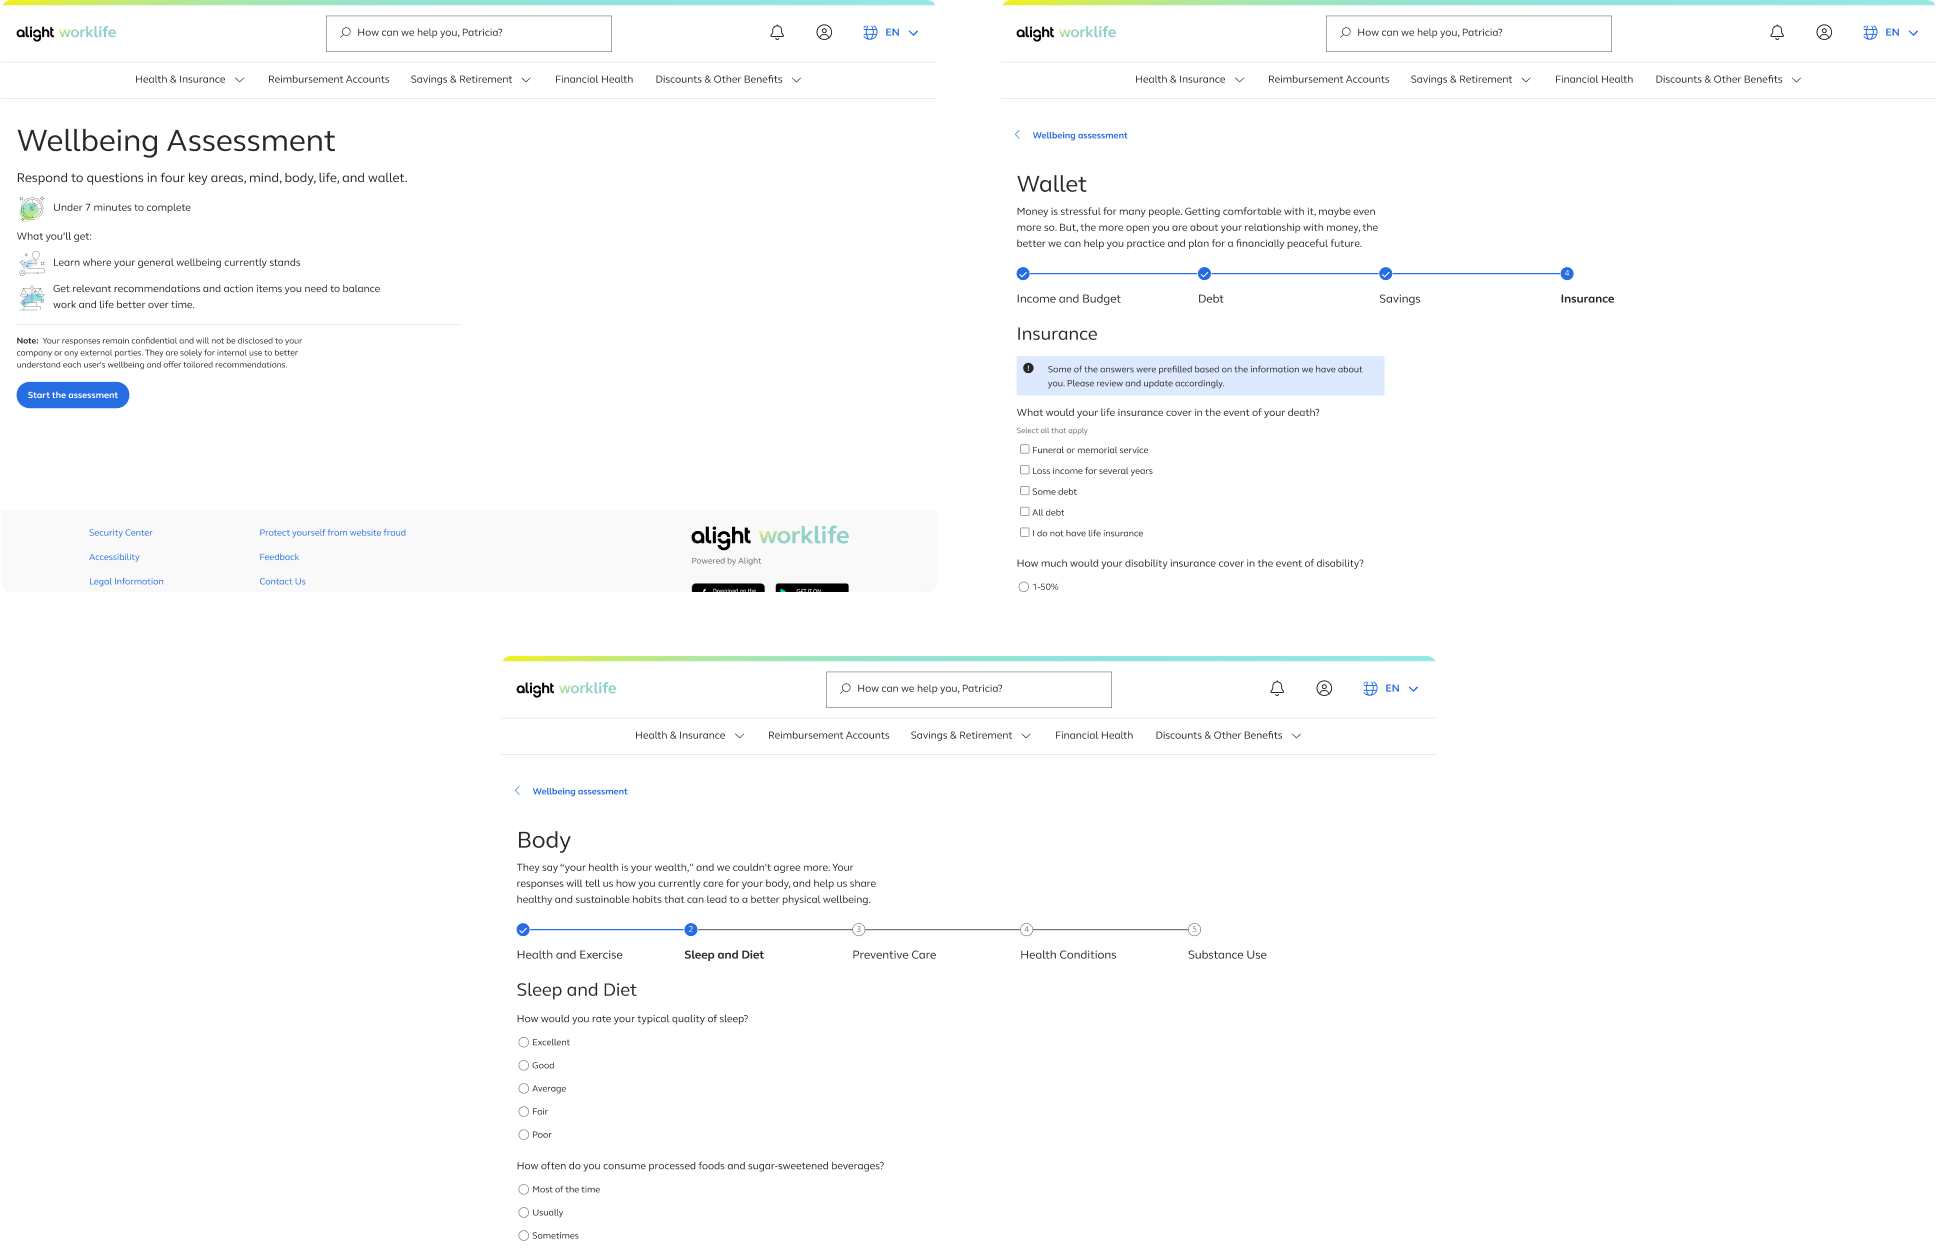 alight worklife
How can we help you, Patricia?
EN
Health & Insurance Reimbursement Accounts Savings & Retirement Financial Health Discounts & Other Benefits
Wellbeing Assessment
Respond to questions in four key areas, mind, body, life, and wallet.
Under 7 minutes to complete
What you'll get:
Learn where your general wellbeing currently stands
Get relevant recommendations and action items you need to balance
work and life better over time.
Note: Your responses remain confidential and will not be disclosed to your
company or any external parties. They are solely for internal use to better
understand each user's wellbeing and offer tailored recommendations.
Start the assessment
Security Center Protect yourself from website fraud
Accessibility Feedback
Legal Information Contact Us
alight worklife
Powered by Alight
Download on the GET IT ON
alight worklife
How can we help you, Patricia?
EN
Health & Insurance Reimbursement Accounts Savings & Retirement Financial Health Discounts & Other Benefits
Wellbeing assessment
Wallet
Money is stressful for many people. Getting comfortable with it, maybe even
more so. But, the more open you are about your relationship with money, the
better we can help you practice and plan for a financially peaceful future.
4
Income and Budget Debt Savings Insurance
Insurance
Some of the answers were prefilled based on the information we have about
you. Please review and update accordingly.
What would your life insurance cover in the event of your death?
Select all that apply
Funeral or memorial service
Loss income for several years
Some debt
All debt
I do not have life insurance
How much would your disability insurance cover in the event of disability?
1-50%
alight worklife
How can we help you, Patricia?
EN
Health & Insurance Reimbursement Accounts Savings & Retirement Financial Health Discounts & Other Benefits
Wellbeing assessment
Body
They say “your health is your wealth,” and we couldn't agree more. Your
responses will tell us how you currently care for your body, and help us share
healthy and sustainable habits that can lead to a better physical wellbeing.
2 3 4 5
Health and Exercise Sleep and Diet Preventive Care Health Conditions Substance Use
Sleep and Diet
How would you rate your typical quality of sleep?
Excellent
Good
Average
Fair
Poor
How often do you consume processed foods and sugar-sweetened beverages?
Most of the time
Usually
Sometimes